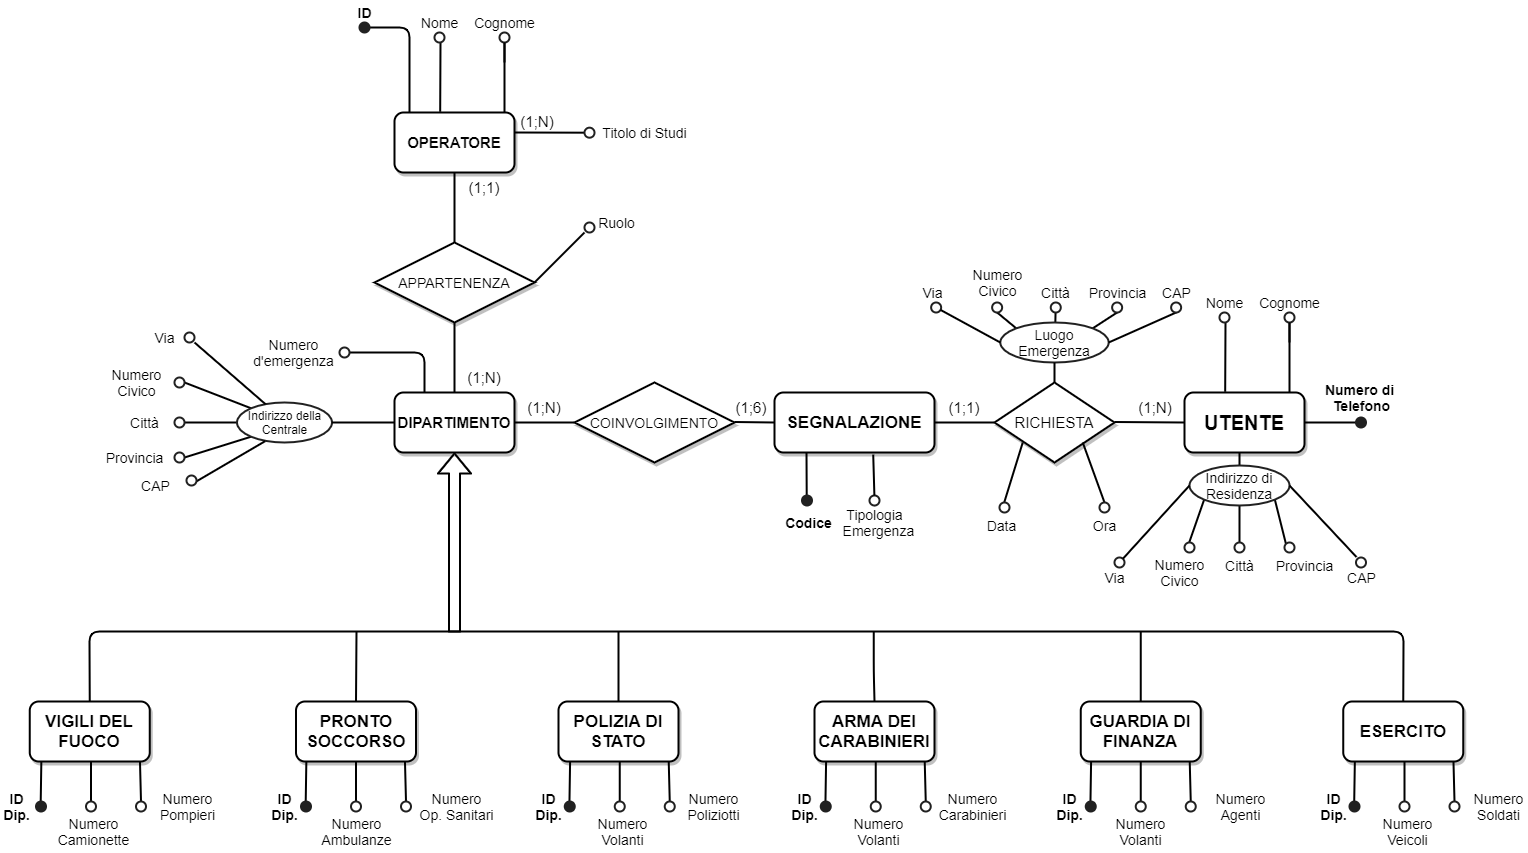 ID
Nome
Cognome
(1;N)
Titolo di Studi
OPERATORE
(1;1)
Ruolo
APPARTENENZA
Via
Numero
Civico
Città
Provincia
CAP
Indirizzo della
Centrale
Numero
d'emergenza
(1;N)
DIPARTIMENTO
(1;N)
COINVOLGIMENTO
(1;6)
SEGNALAZIONE
Codice
Tipologia
Emergenza
(1;1)
Via
Numero
Civico
Città
Provincia
CAP
Luogo
Emergenza
RICHIESTA
Data
Ora
(1;N)
Nome
Cognome
UTENTE
Numero di
Telefono
Indirizzo di
Residenza
Via
Numero
Civico
Città
Provincia
CAP
VIGILI DEL
FUOCO
ID
Dip.
Numero
Camionette
Numero
Pompieri
PRONTO
SOCCORSO
ID
Dip.
Numero
Ambulanze
Numero
Op. Sanitari
POLIZIA DI
STATO
ID
Dip.
Numero
Volanti
Numero
Poliziotti
ARMA DEI
CARABINIERI
ID
Dip.
Numero
Volanti
Numero
Carabinieri
GUARDIA DI
FINANZA
ID
Dip.
Numero
Volanti
Numero
Agenti
ESERCITO
ID
Dip.
Numero
Veicoli
Numero
Soldati